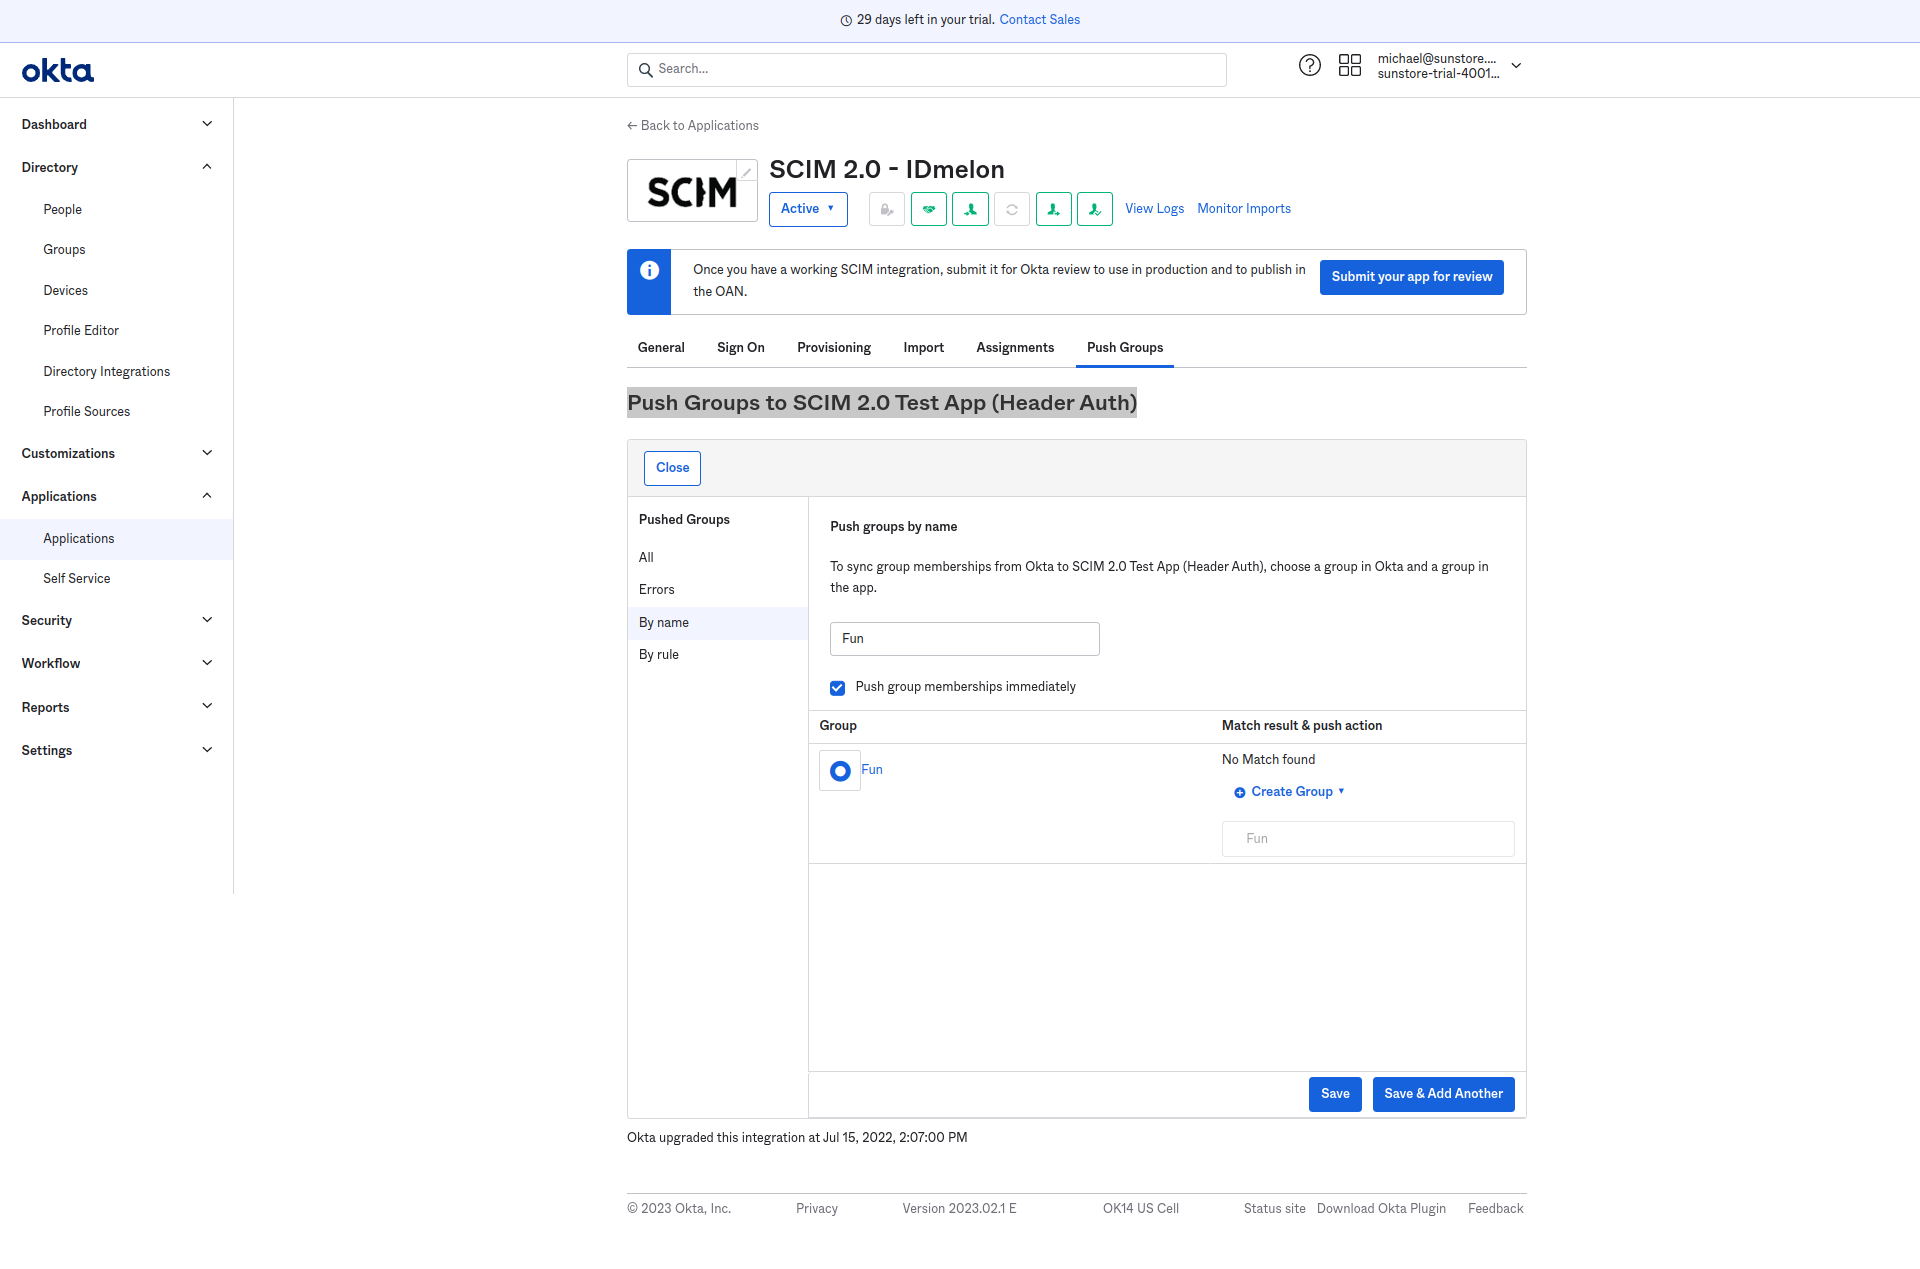 29 days left in your trial. Contact Sales
okta
Search...
michael@sunstore....
sunstore-trial-4001...
Dashboard
Directory
People
Groups
Devices
Profile Editor
Directory Integrations
Profile Sources
Customizations
Applications
Applications
Self Service
Security
Workflow
Reports
Settings
← Back to Applications
SCIM
SCIM 2.0 - IDmelon
Active
View Logs
Monitor Imports
Once you have a working SCIM integration, submit it for Okta review to use in production and to publish in
the OAN.
Submit your app for review
General
Sign On
Provisioning
Import
Assignments
Push Groups
Push Groups to SCIM 2.0 Test App (Header Auth)
Close
Pushed Groups
All
Errors
By name
By rule
Push groups by name
To sync group memberships from Okta to SCIM 2.0 Test App (Header Auth), choose a group in Okta and a group in
the app.
Fun
Push group memberships immediately
Group
Match result & push action
Fun
No Match found
Create Group
Fun
Save
Save & Add Another
Okta upgraded this integration at Jul 15, 2022, 2:07:00 PM
© 2023 Okta, Inc.
Privacy
Version 2023.02.1 E
OK14 US Cell
Status site
Download Okta Plugin
Feedback